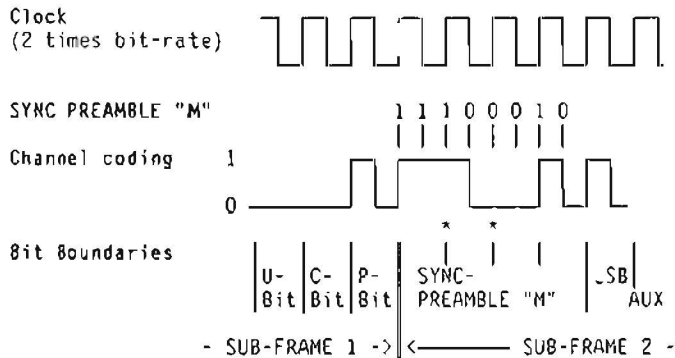 Clock
(2 times bit-rate)
SYNC PREAMBLE "M" 1 1 1 0 0 0 1 0
Channel coding 1
0
* *
Bit Boundaries
U- C- P- SYNC- LSB
Bit Bit Bit PREAMBLE "M" AUX
- SUB-FRAME 1 -> <—— SUB-FRAME 2 -